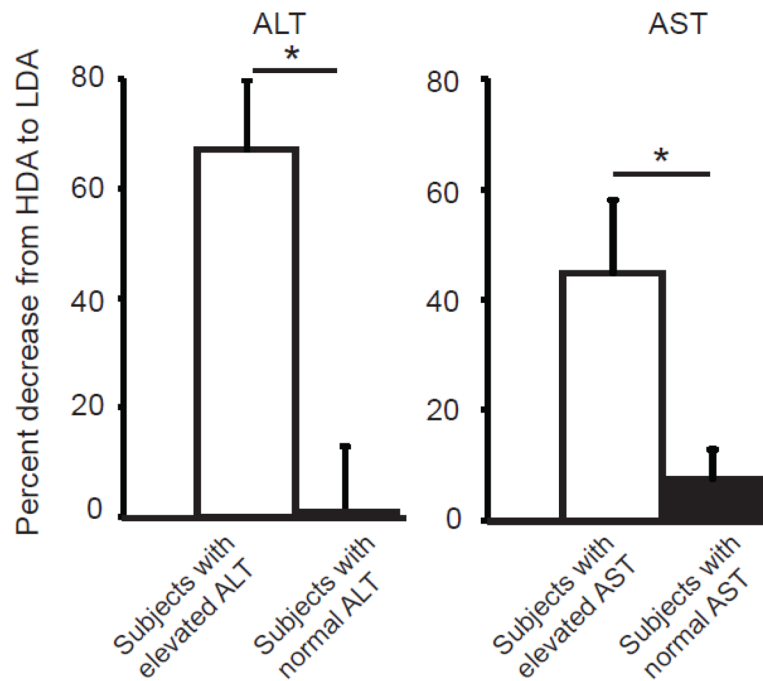 ALT
AST
Percent decrease from HDA to LDA
80
60
40
20
0
*
Subjects with
elevated ALT
Subjects with
normal ALT
80
60
40
20
0
*
Subjects with
elevated AST
Subjects with
normal AST